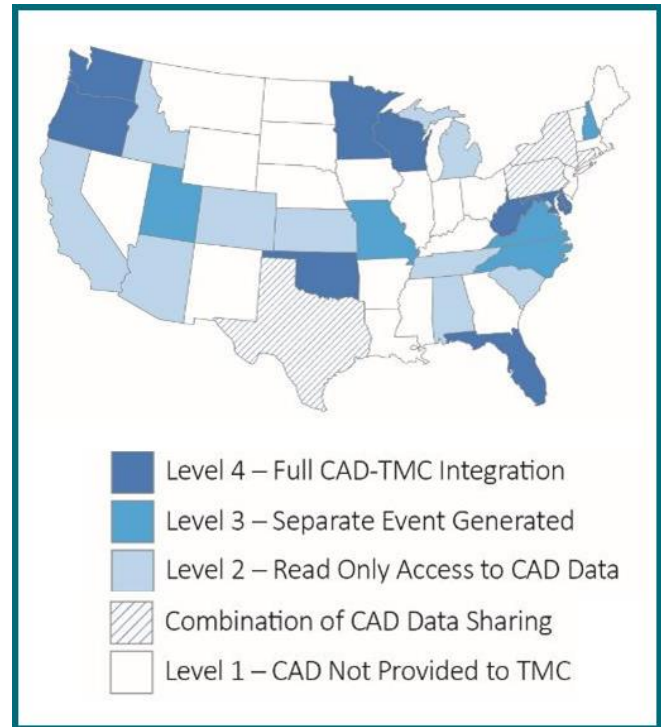 Level 4 – Full CAD-TMC Integration
Level 3 – Separate Event Generated
Level 2 – Read Only Access to CAD Data
Combination of CAD Data Sharing
Level 1 – CAD Not Provided to TMC